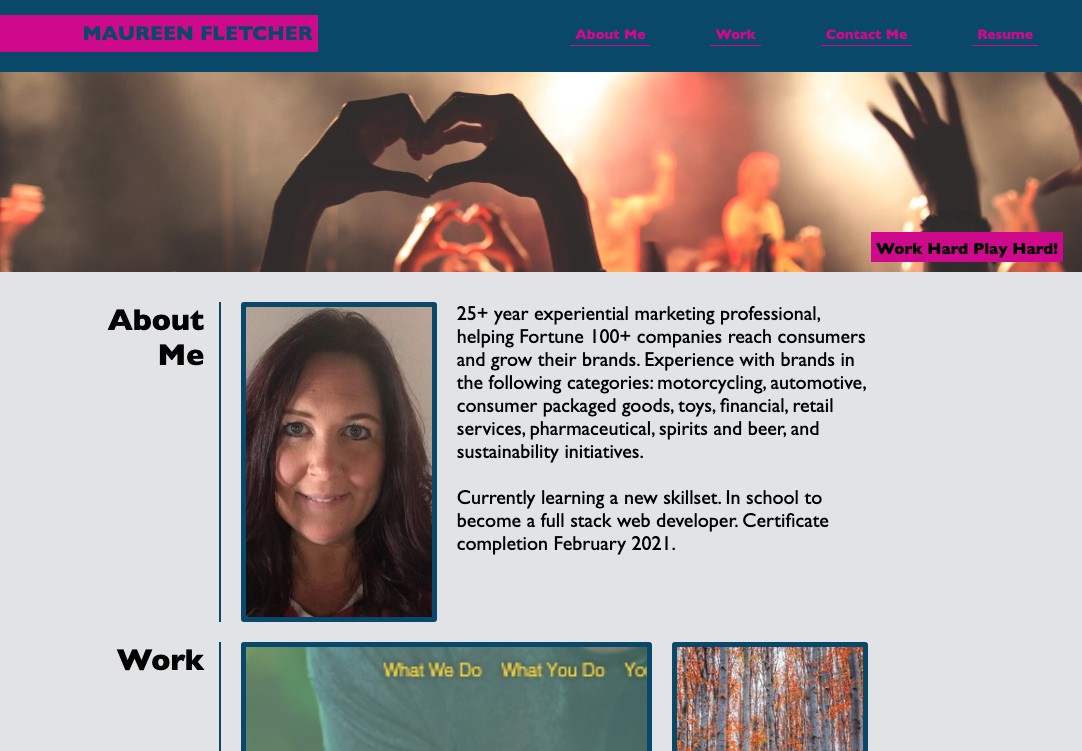 MAUREEN FLETCHER
About Me
Work
Contact Me
Resume
Work Hard Play Hard!
About
Me
25+ year experiential marketing professional,
helping Fortune 100+ companies reach consumers
and grow their brands. Experience with brands in
the following categories: motorcycling, automotive,
consumer packaged goods, toys, financial, retail
services, pharmaceutical, spirits and beer, and
sustainability initiatives.
Currently learning a new skillset. In school to
become a full stack web developer. Certificate
completion February 2021.
Work
What We Do What You Do